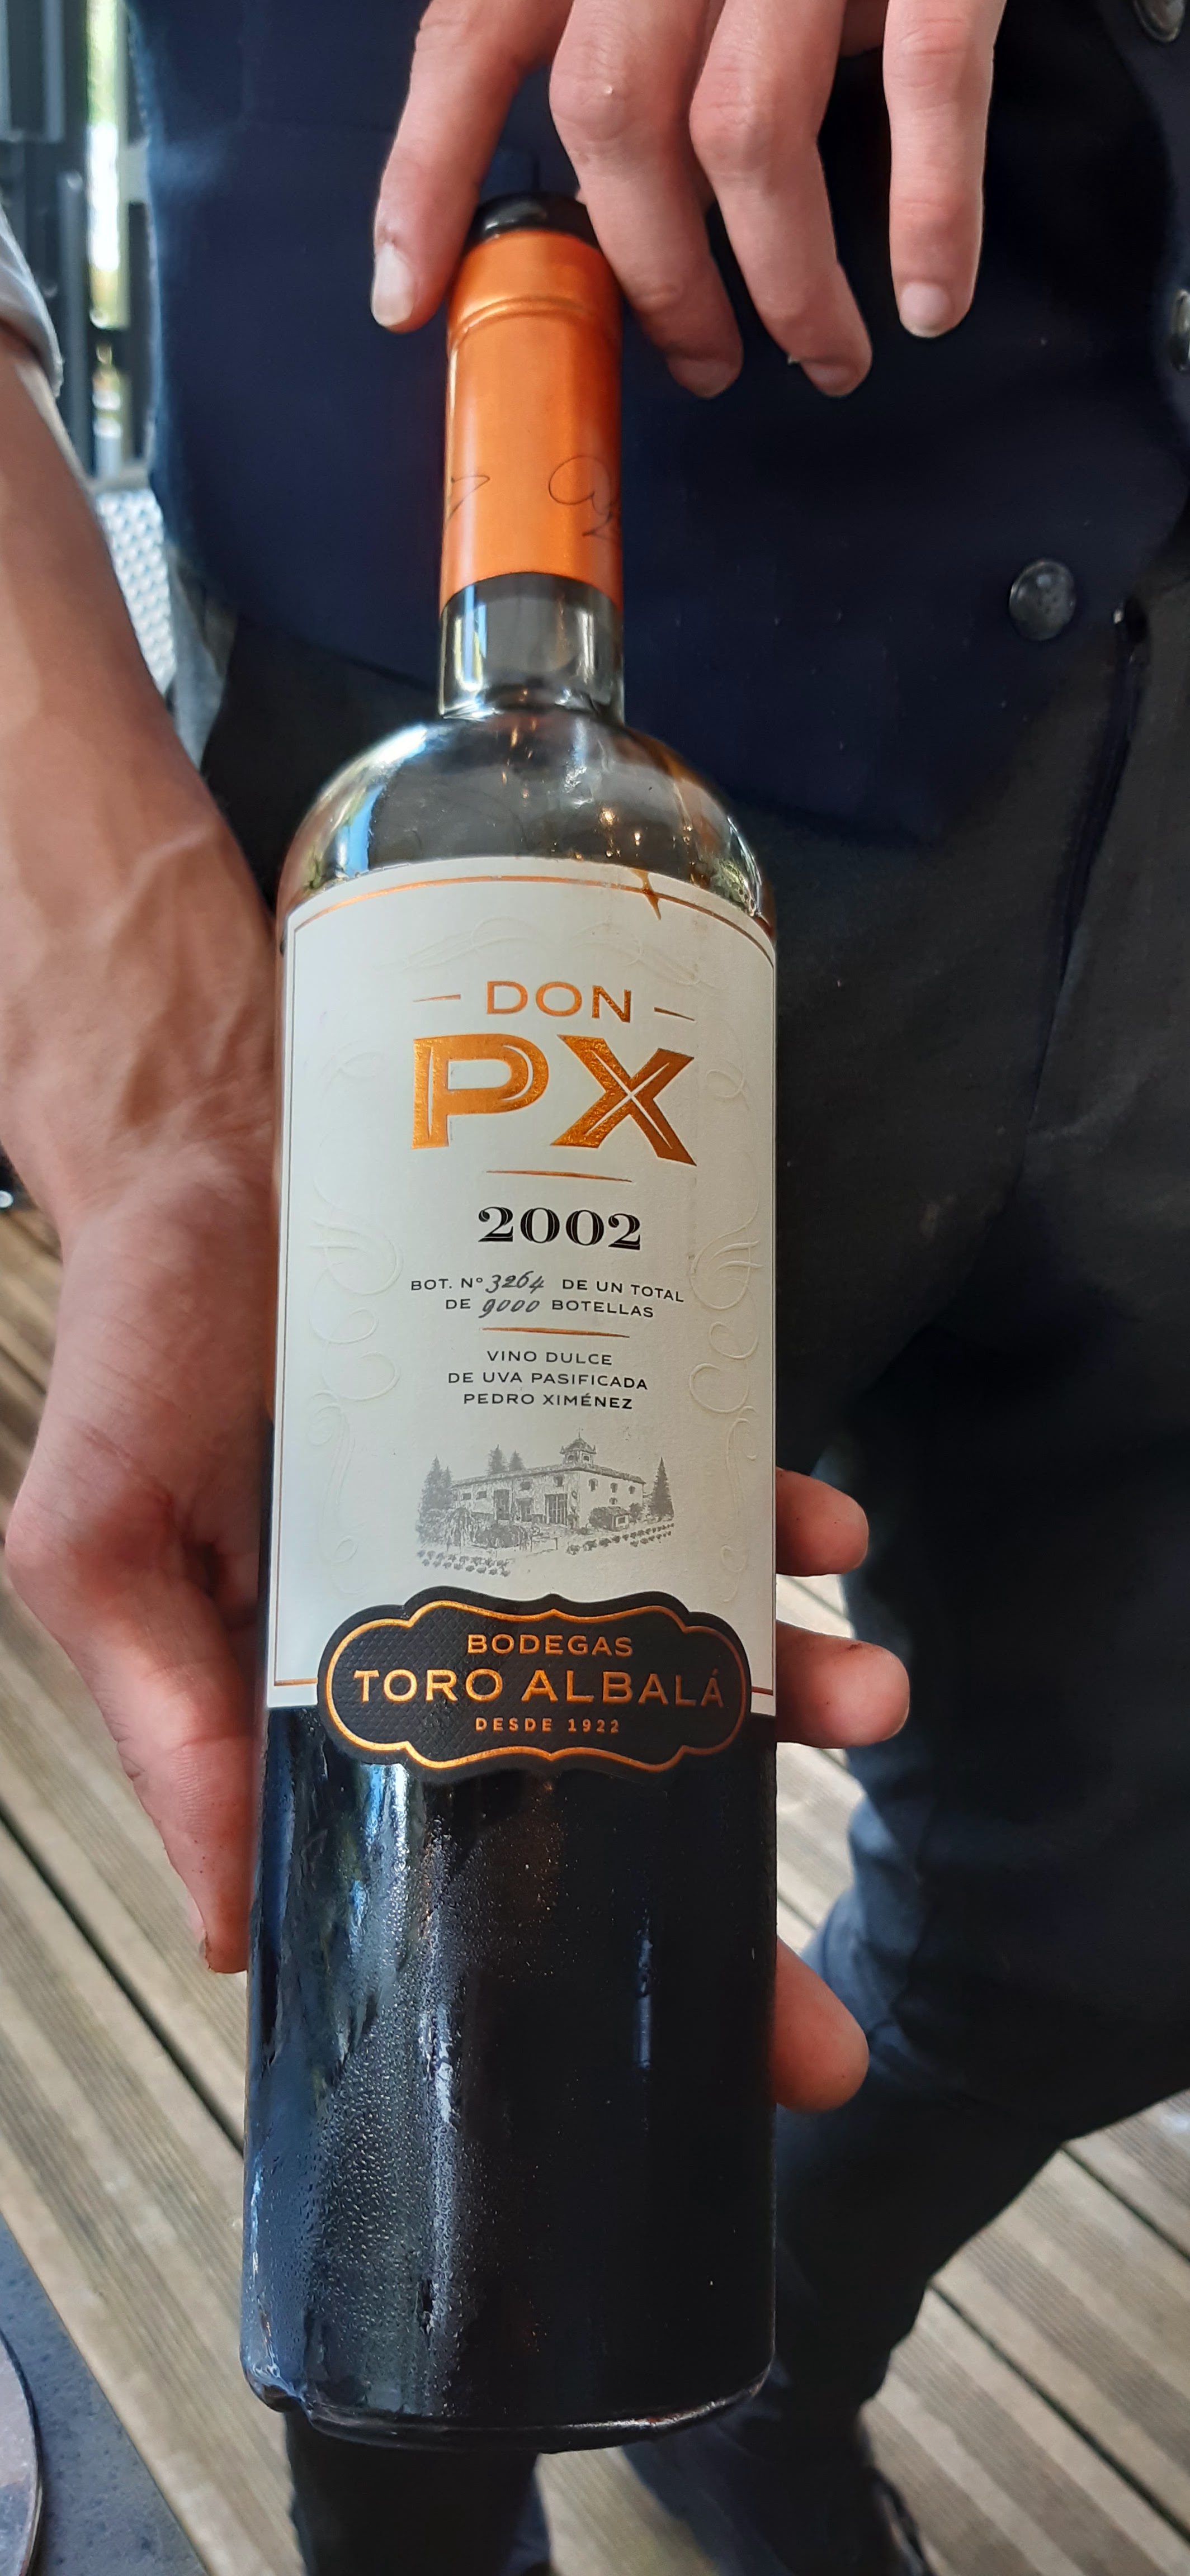 DON
PX
2002
BOT. Nº 3264 DE UN TOTAL
DE 9000 BOTELLAS
VINO DULCE
DE UVA PASIFICADA
PEDRO XIMÉNEZ
BODEGAS
TORO ALBALÁ
DESDE 1922